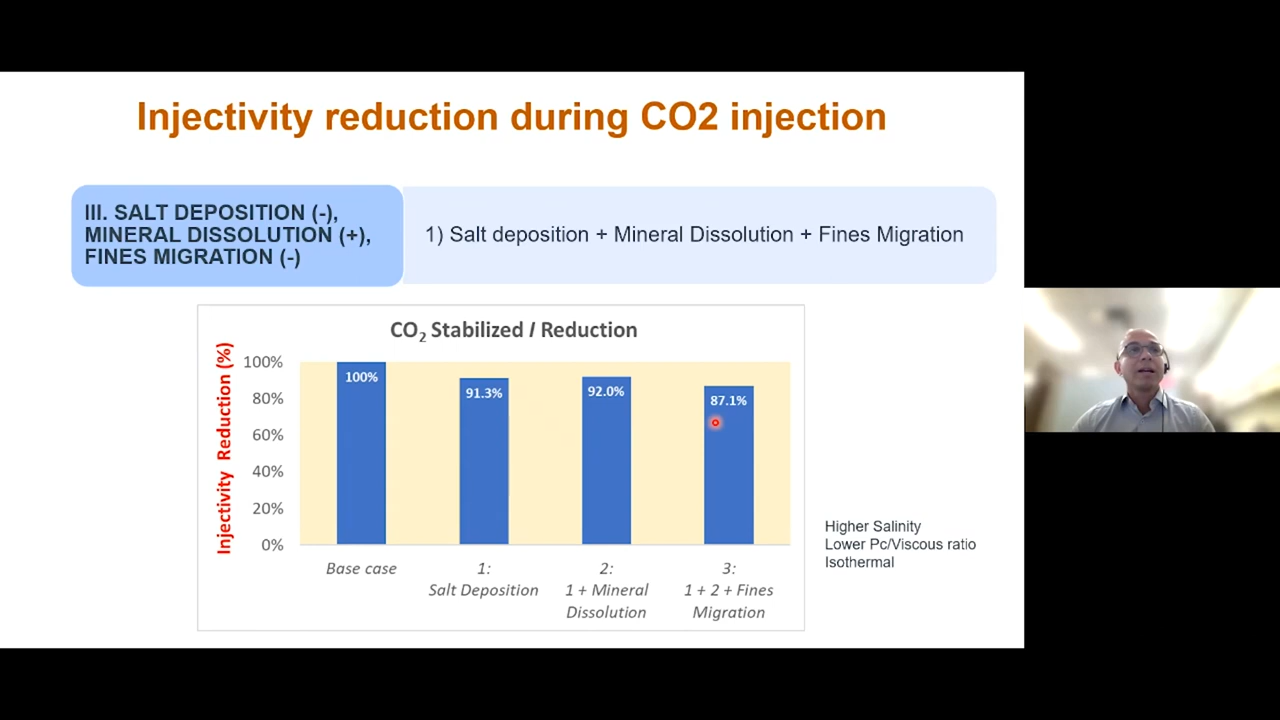 Injectivity reduction during CO2 injection
III. SALT DEPOSITION (-),
MINERAL DISSOLUTION (+),
FINES MIGRATION (-)
1) Salt deposition + Mineral Dissolution + Fines Migration
CO2 Stabilized I Reduction
Injectivity Reduction (%)
100%
80%
60%
40%
20%
0%
100%
91.3%
92.0%
87.1%
Base case
1:
Salt Deposition
2:
1 + Mineral
Dissolution
3:
1 + 2 + Fines
Migration
Higher Salinity
Lower Pc/Viscous ratio
Isothermal